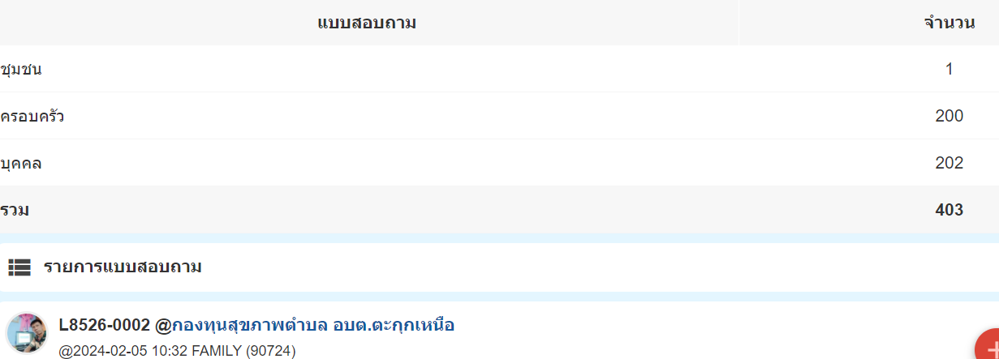 แบบสอบถาม จำนวน
ชุมชน 1
ครอบครัว 200
บุคคล 202
รวม 403
รายการแบบสอบถาม
L8526-0002 @กองทุนสุขภาพตำบล อบต.ตะกุกเหนือ
@2024-02-05 10:32 FAMILY (90724)